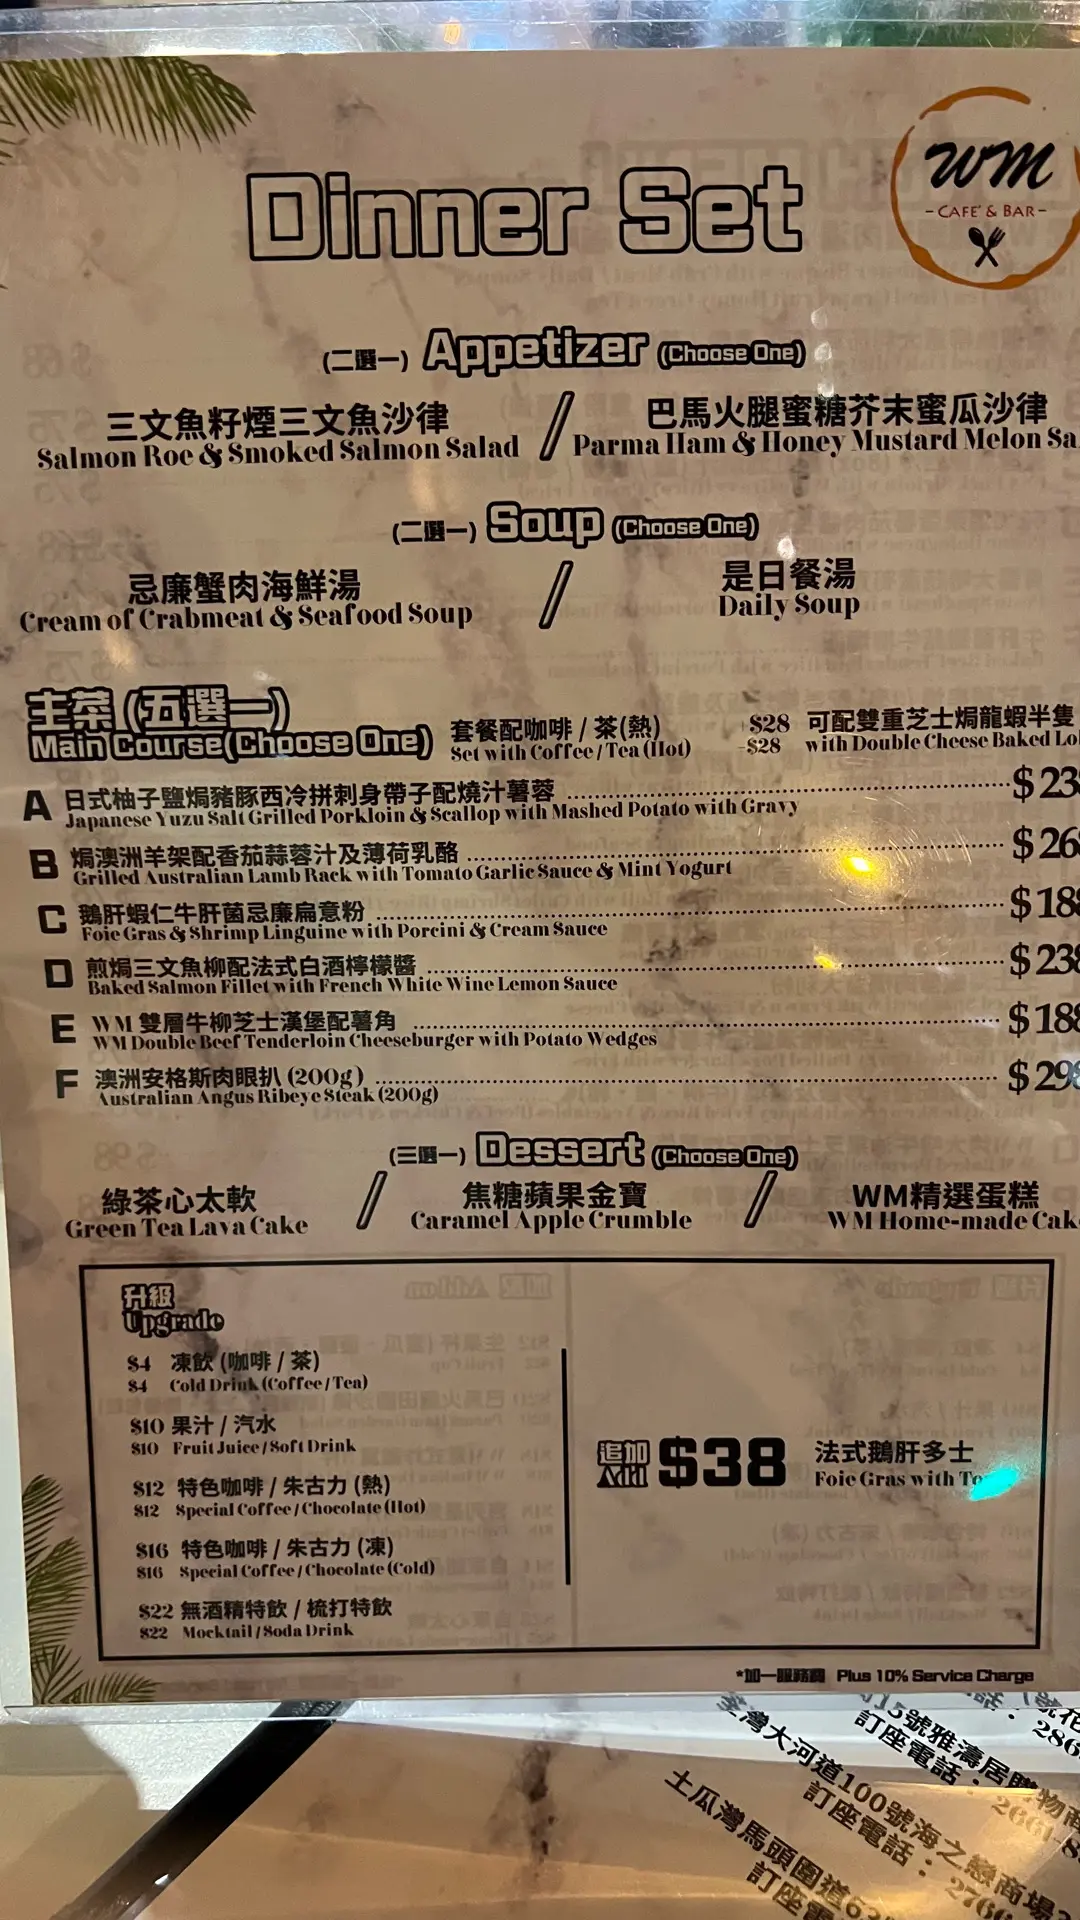 WM
- CAFE' & BAR -
Dinner Set
(二選一) Appetizer (Choose One)
三文魚籽煙三文魚沙律 / 巴馬火腿蜜糖芥末蜜瓜沙律
Salmon Roe & Smoked Salmon Salad Parma Ham & Honey Mustard Melon
(二選一) Soup (Choose One)
忌廉蟹肉海鮮湯 / 是日餐湯
Cream of Crabmeat & Seafood Soup Daily Soup
主菜 (五選一)
Main Course(Choose One)
套餐配咖啡 / 茶(熱) +$28 可配雙重芝士焗龍蝦半隻
Set with Coffee / Tea (Hot) +$28 with Double Cheese Baked
A 日式柚子鹽焗豬豚西冷拼刺身帶子配燒汁薯蓉
Japanese Yuzu Salt Grilled Porkloin & Scallop with Mashed Potato with Gravy
B 焗澳洲羊架配香茄蒜蓉汁及薄荷乳酪
Grilled Australian Lamb Rack with Tomato Garlic Sauce & Mint Yogurt
C 鵝肝蝦仁牛肝菌忌廉扁意粉 $188
Foie Gras & Shrimp Linguine with Porcini & Cream Sauce
D 煎焗三文魚柳配法式白酒檸檬醬 $238
Baked Salmon Fillet with French White Wine Lemon Sauce
E WM 雙層牛柳芝士漢堡配薯角 $188
WM Double Beef Tenderloin Cheeseburger with Potato Wedges
F 澳洲安格斯肉眼扒 (200g) $298
Australian Angus Ribeye Steak (200g)
(三選一) Dessert (Choose One)
綠茶心太軟 / 焦糖蘋果金寶 / WM精選蛋糕
Green Tea Lava Cake Caramel Apple Crumble WM Home-made
升級
Upgrade
$4 凍飲 (咖啡 / 茶)
$4 Cold Drink (Coffee / Tea)
$10 果汁 / 汽水
$10 Fruit Juice / Soft Drink
$12 特色咖啡 / 朱古力 (熱)
$12 Special Coffee / Chocolate (Hot)
$16 特色咖啡 / 朱古力 (凍)
$16 Special Coffee / Chocolate (Cold)
$22 無酒精特飲 / 梳打特飲
$22 Mocktail / Soda Drink
追加 $38 法式鵝肝多士
Add Foie Gras with
*加一服務費 Plus 10% Service Charge
號雅濤居購物商
訂座電話：
荃灣大河道100號海之戀商場
訂座電話：
土瓜灣馬頭圍道
訂座電